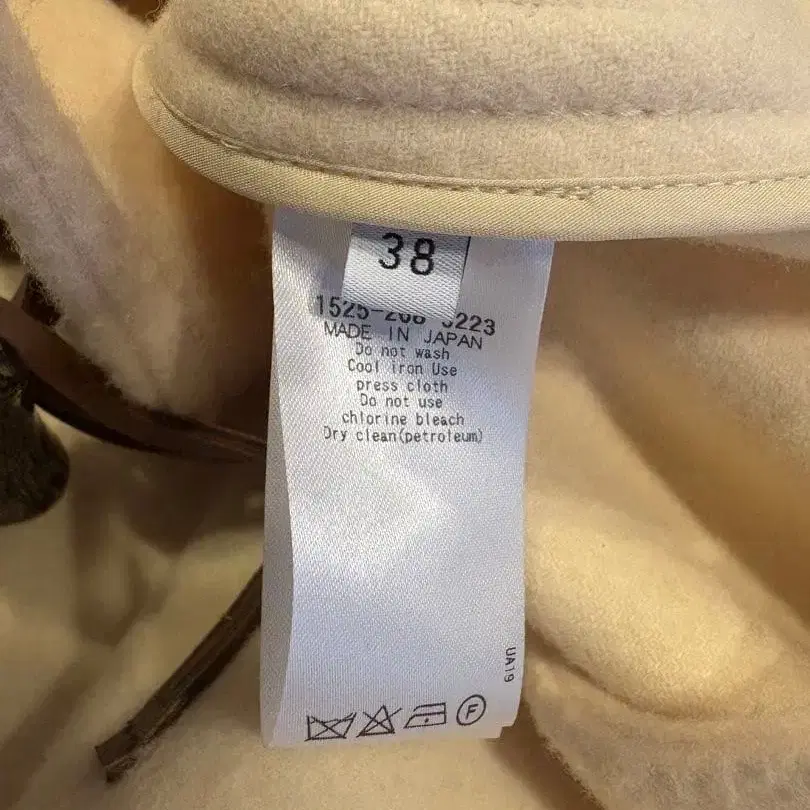 38
1525-208 3223
MADE IN JAPAN
Do not wash
Cool iron Use
press cloth
Do not use
chlorine bleach
Dry clean(petroleum)
UA19
F